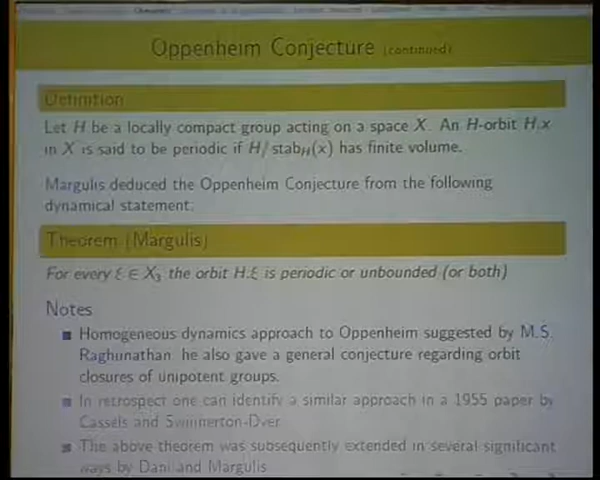 Oppenheim Conjecture (continued)
Definition
Let H be a locally compact group acting on a space X. An H-orbit H.x
in X is said to be periodic if H/stab_H(x) has finite volume.
Margulis deduced the Oppenheim Conjecture from the following
dynamical statement:
Theorem (Margulis)
For every ξ ∈ X₃ the orbit H.ξ is periodic or unbounded (or both)
Notes
Homogeneous dynamics approach to Oppenheim suggested by M.S.
Raghunathan, he also gave a general conjecture regarding orbit
closures of unipotent groups.
In retrospect one can identify a similar approach in a 1955 paper by
Cassels and Swinnerton-Dyer
The above theorem was subsequently extended in several significant
ways by Dani and Margulis